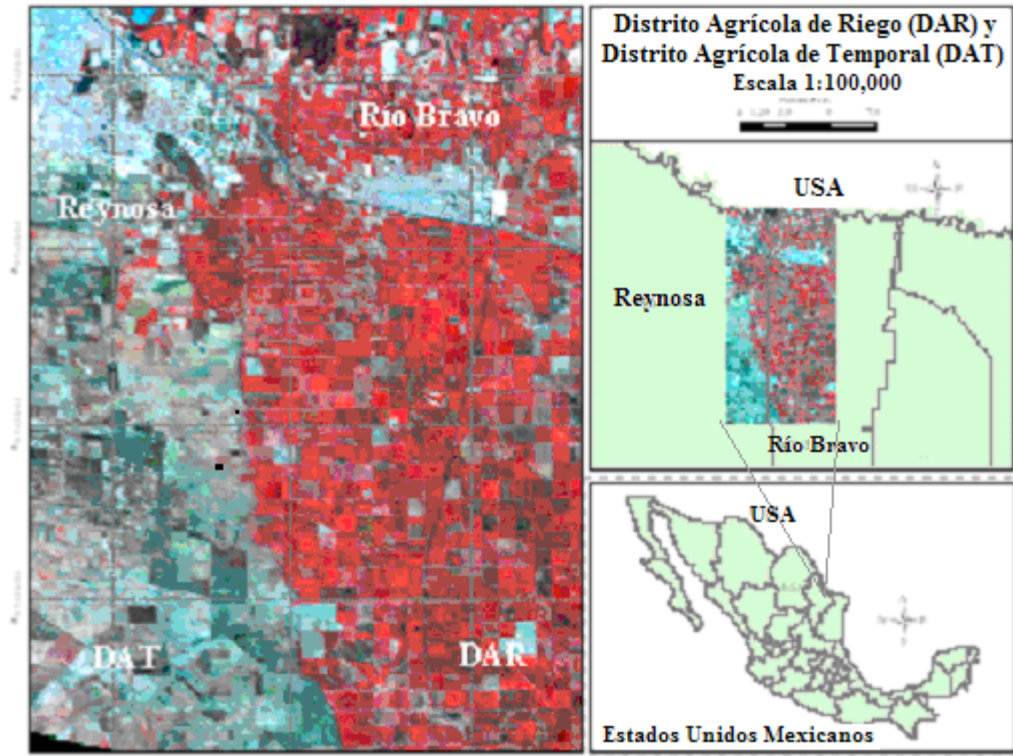 Río Bravo
Reynosa
DAT
DAR
Distrito Agrícola de Riego (DAR) y
Distrito Agrícola de Temporal (DAT)
Escala 1:100,000
USA
Reynosa
Río Bravo
USA
Estados Unidos Mexicanos